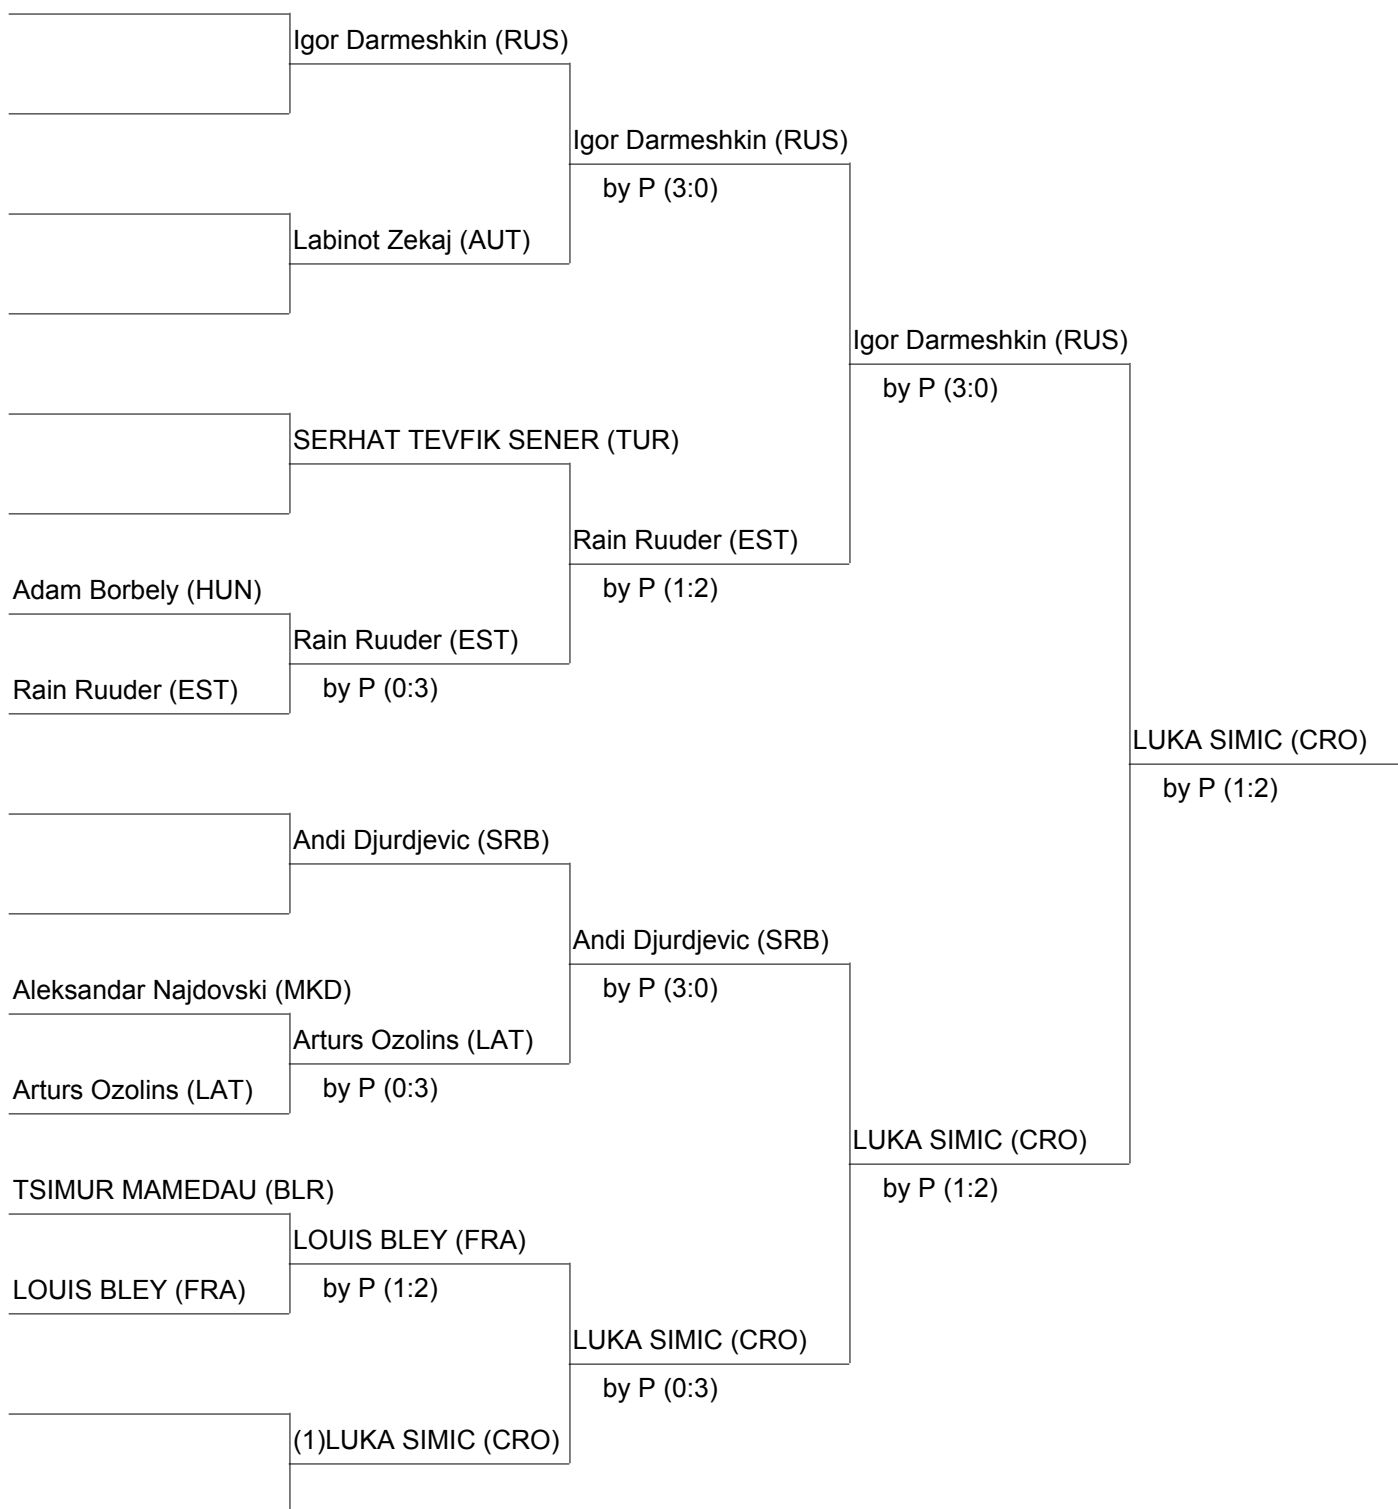 Igor Darmeshkin (RUS)
Igor Darmeshkin (RUS)
by P (3:0)
Labinot Zekaj (AUT)
Igor Darmeshkin (RUS)
by P (3:0)
SERHAT TEVFIK SENER (TUR)
Rain Ruuder (EST)
by P (1:2)
Adam Borbely (HUN)
Rain Ruuder (EST)
by P (0:3)
Rain Ruuder (EST)
LUKA SIMIC (CRO)
by P (1:2)
Andi Djurdjevic (SRB)
Andi Djurdjevic (SRB)
by P (3:0)
Aleksandar Najdovski (MKD)
Arturs Ozolins (LAT)
by P (0:3)
Arturs Ozolins (LAT)
LUKA SIMIC (CRO)
by P (1:2)
TSIMUR MAMEDAU (BLR)
LOUIS BLEY (FRA)
by P (1:2)
LOUIS BLEY (FRA)
LUKA SIMIC (CRO)
by P (0:3)
(1)LUKA SIMIC (CRO)